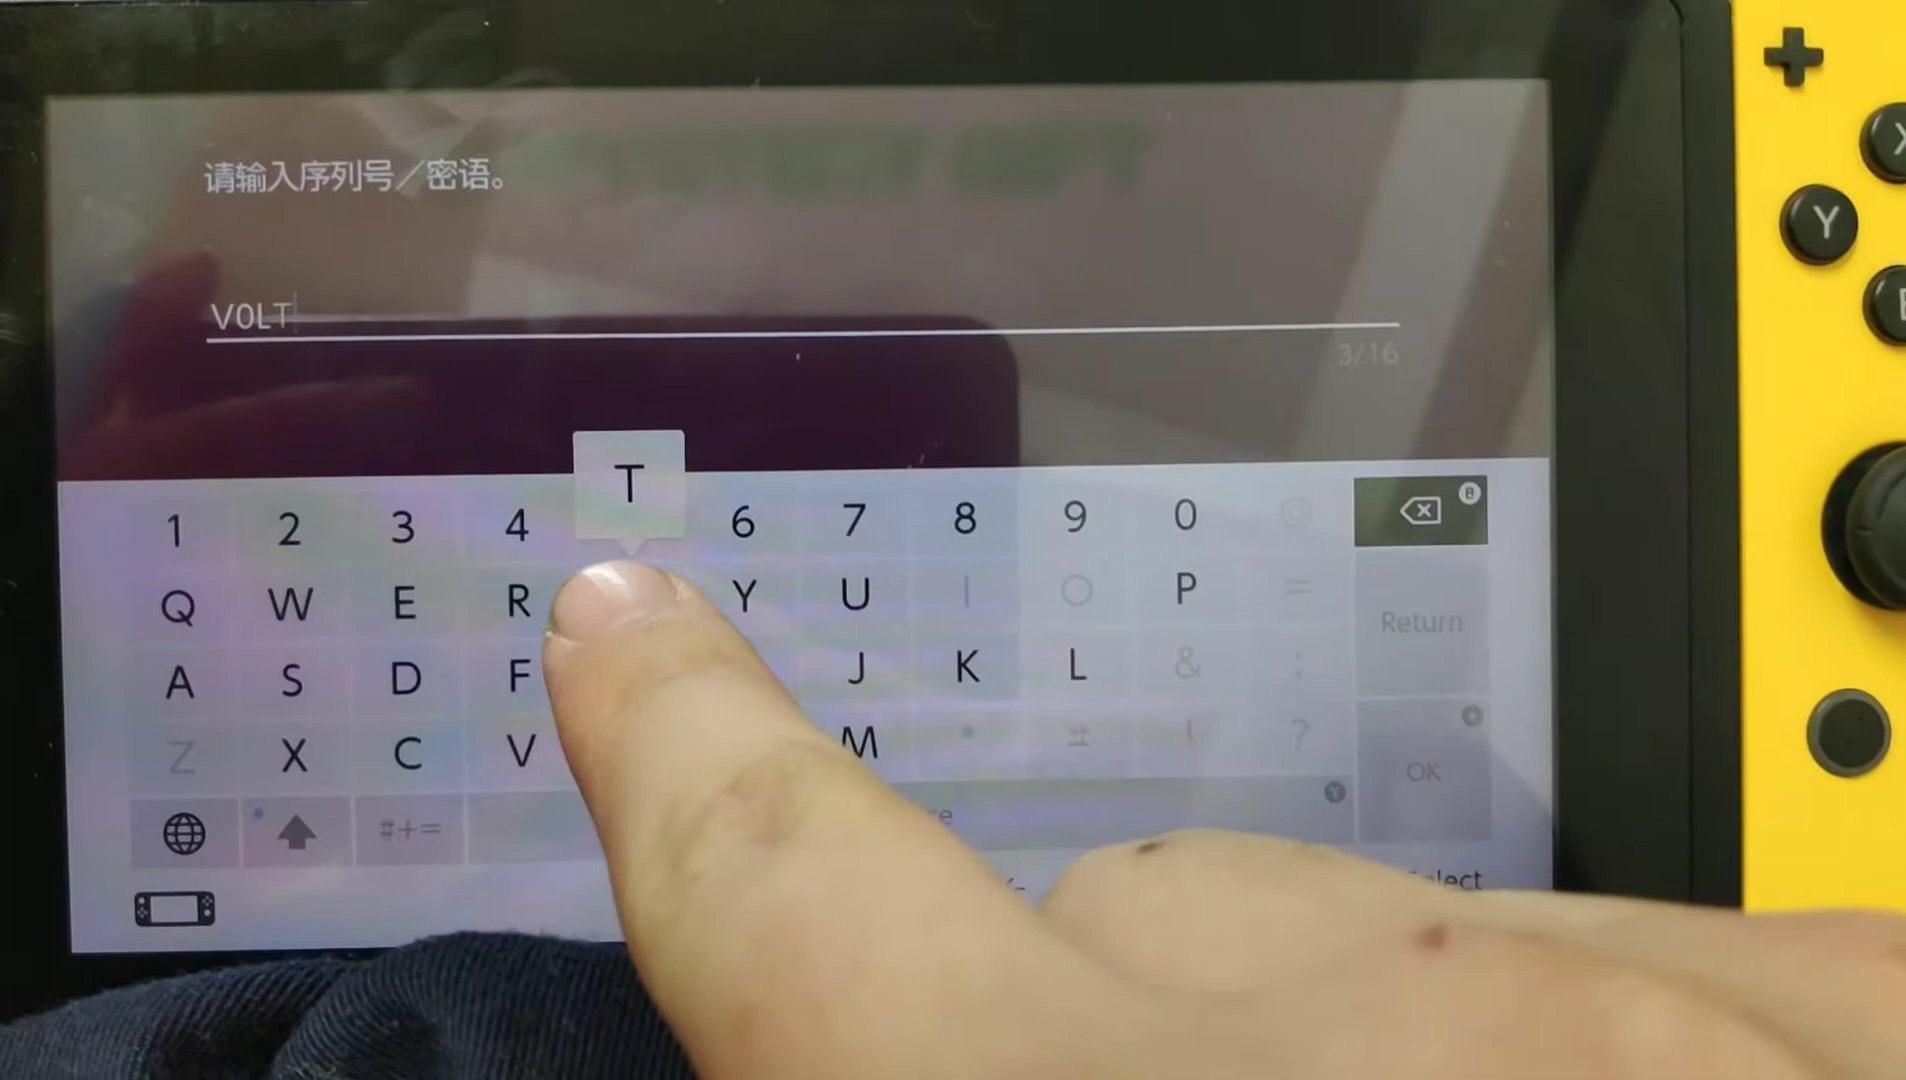 请输入序列号／密语。
V0LT
3/16
T
1 2 3 4 6 7 8 9 0 @
Q W E R Y U I O P =
Return
A S D F J K L & :
Z X C V M * # ! ?
OK
#+=
Y